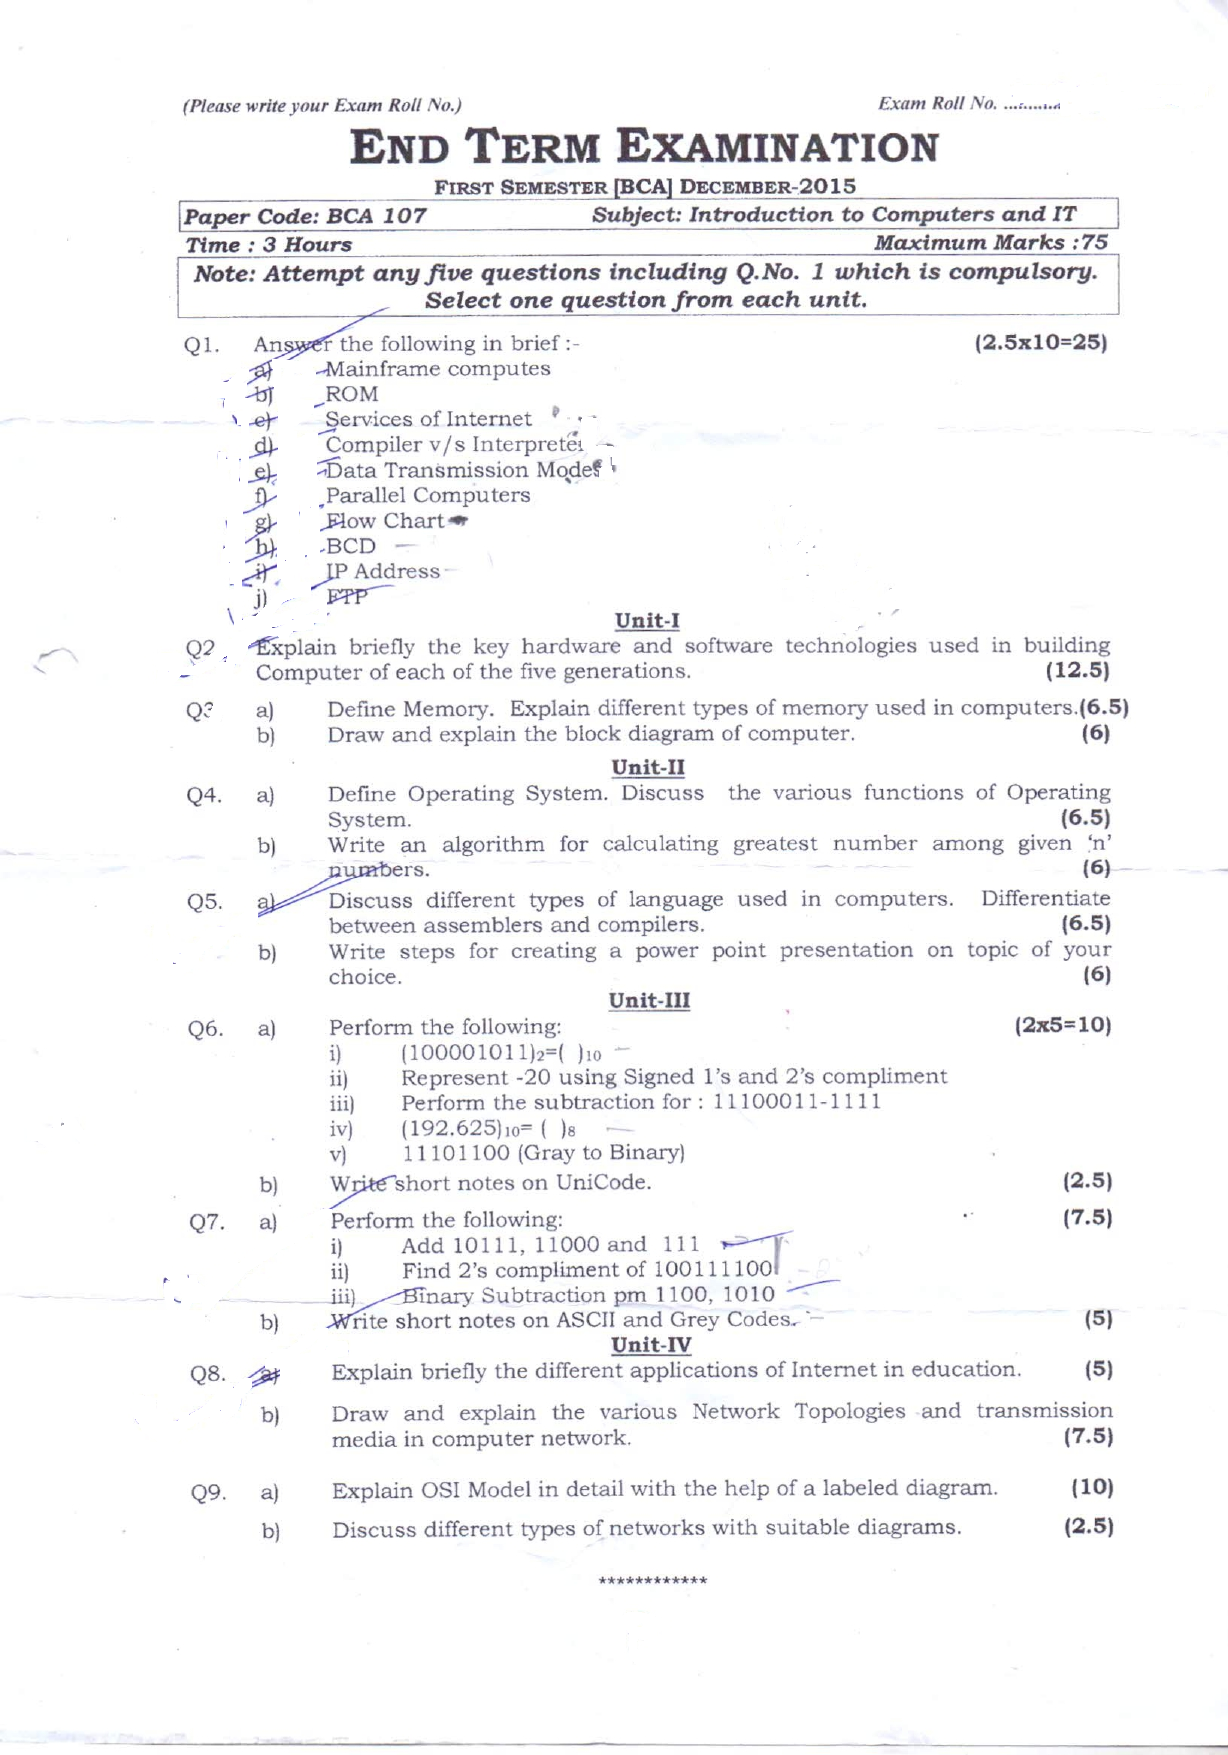 (Please write your Exam Roll No.) Exam Roll No. ............
END TERM EXAMINATION
FIRST SEMESTER [BCA] DECEMBER-2015
Paper Code: BCA 107 Subject: Introduction to Computers and IT
Time : 3 Hours Maximum Marks :75
Note: Attempt any five questions including Q.No. 1 which is compulsory.
Select one question from each unit.
Q1. Answer the following in brief :- (2.5x10=25)
a) Mainframe computes
b) ROM
c) Services of Internet
d) Compiler v/s Interpreter
e) Data Transmission Modes
f) Parallel Computers
g) Flow Chart
h) BCD
i) IP Address
j) FTP
Unit-I
Q2 Explain briefly the key hardware and software technologies used in building
Computer of each of the five generations. (12.5)
Q3 a) Define Memory. Explain different types of memory used in computers.(6.5)
b) Draw and explain the block diagram of computer. (6)
Unit-II
Q4. a) Define Operating System. Discuss the various functions of Operating
System. (6.5)
b) Write an algorithm for calculating greatest number among given 'n'
numbers. (6)
Q5. a) Discuss different types of language used in computers. Differentiate
between assemblers and compilers. (6.5)
b) Write steps for creating a power point presentation on topic of your
choice. (6)
Unit-III
Q6. a) Perform the following: (2x5=10)
i) (100001011)2=( )10
ii) Represent -20 using Signed 1's and 2's compliment
iii) Perform the subtraction for : 11100011-1111
iv) (192.625)10= ( )8
v) 11101100 (Gray to Binary)
b) Write short notes on UniCode. (2.5)
Q7. a) Perform the following: (7.5)
i) Add 10111, 11000 and 111
ii) Find 2's compliment of 100111100
iii) Binary Subtraction pm 1100, 1010
b) Write short notes on ASCII and Grey Codes. (5)
Unit-IV
Q8. a) Explain briefly the different applications of Internet in education. (5)
b) Draw and explain the various Network Topologies and transmission
media in computer network. (7.5)
Q9. a) Explain OSI Model in detail with the help of a labeled diagram. (10)
b) Discuss different types of networks with suitable diagrams. (2.5)
************